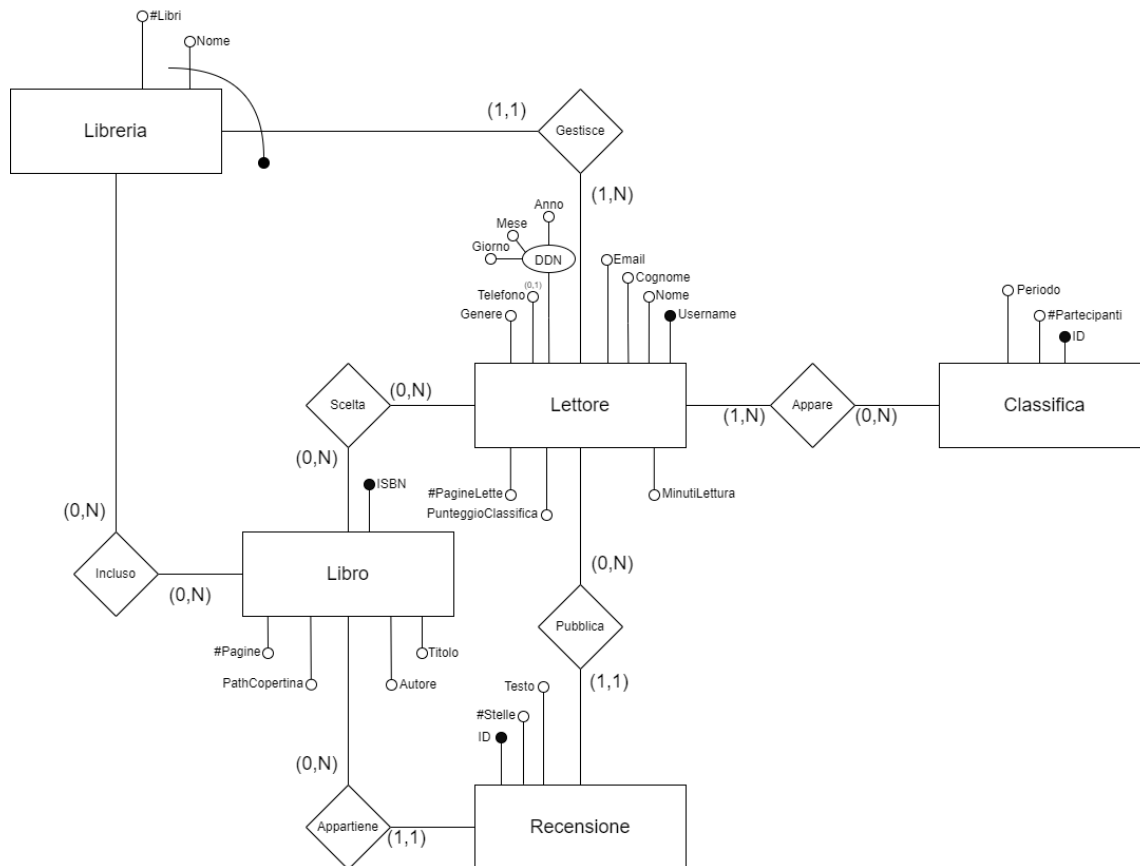 #Libri
Nome
Libreria
(1,1)
Gestisce
(1,N)
Anno
Mese
Giorno
DDN
Email
Cognome
Telefono
(0,1)
Nome
Genere
Username
Periodo
#Partecipanti
ID
Scelta
(0,N)
Lettore
(1,N)
Appare
(0,N)
Classifica
(0,N)
ISBN
#PagineLette
PunteggioClassifica
MinutiLettura
(0,N)
Incluso
(0,N)
Libro
(0,N)
Pubblica
(1,1)
#Pagine
PathCopertina
Autore
Titolo
Testo
#Stelle
ID
(0,N)
Appartiene
(1,1)
Recensione